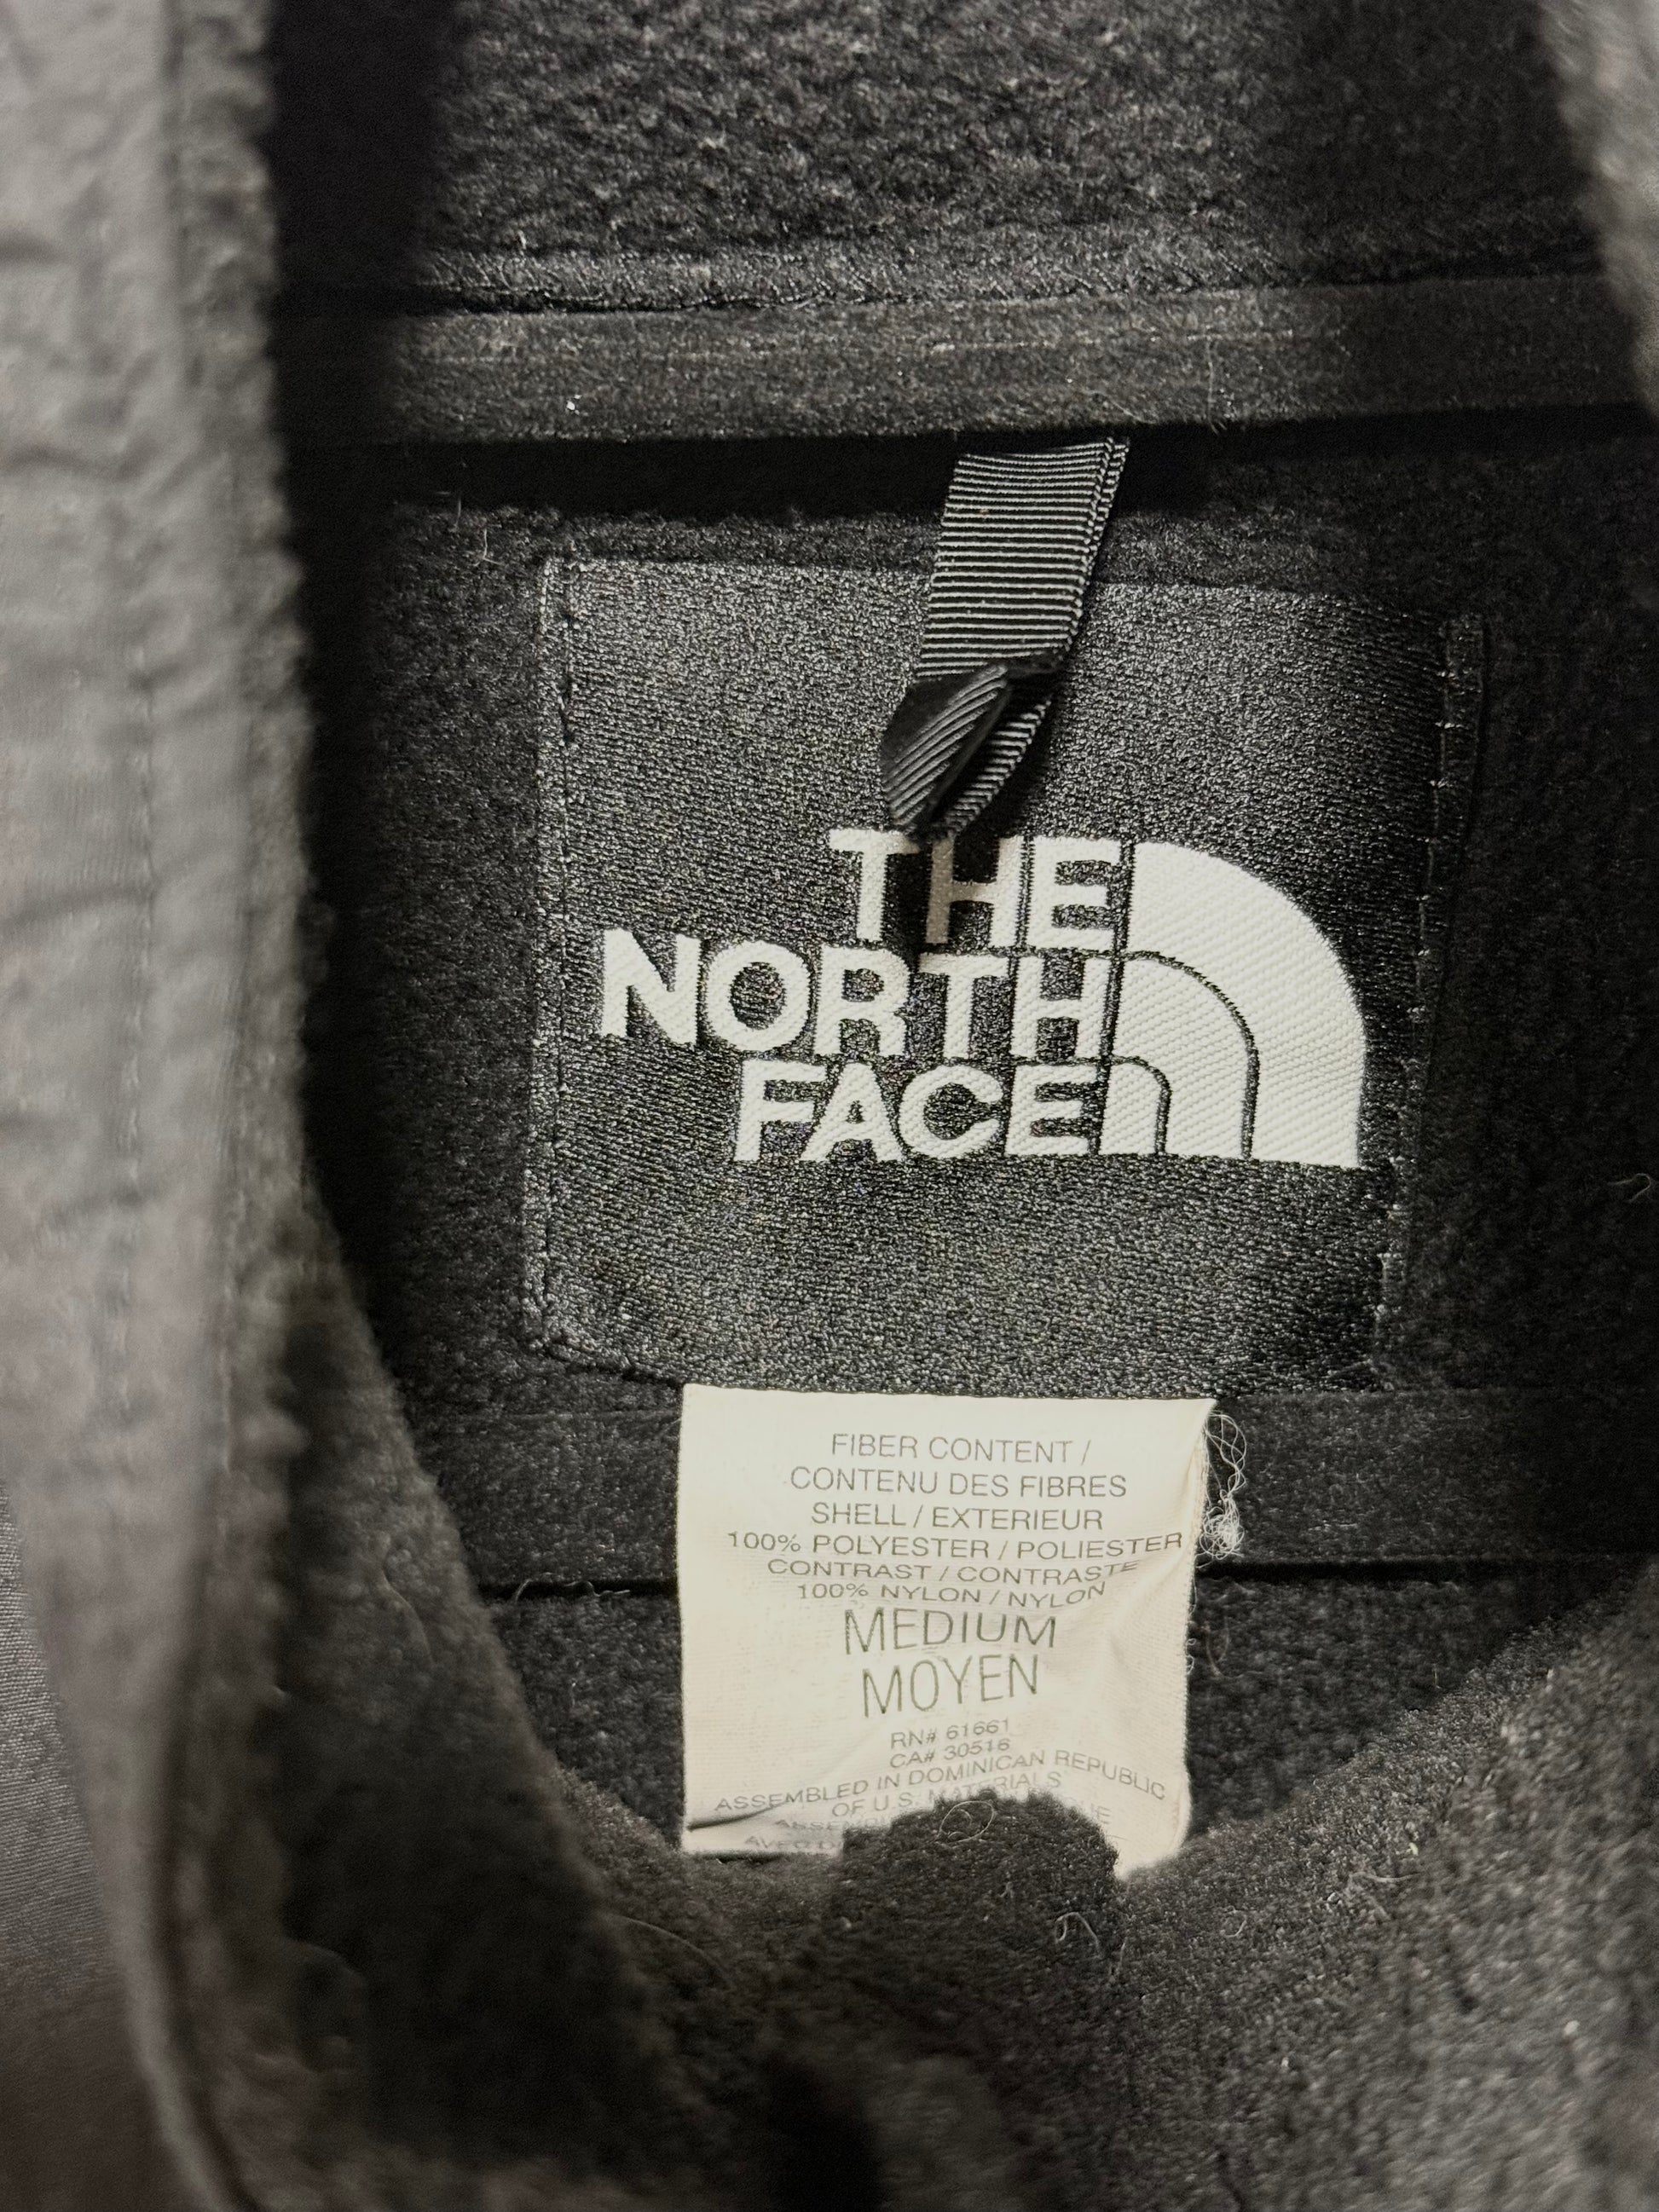 THE
NORTH
FACE
FIBER CONTENT /
CONTENU DES FIBRES
SHELL / EXTERIEUR
100% POLYESTER / POLIESTER
CONTRAST / CONTRASTE
100% NYLON / NYLON
MEDIUM
MOYEN
RN# 61661
CA# 30516
ASSEMBLED IN DOMINICAN REPUBLIC
OF U.S. MATERIALS